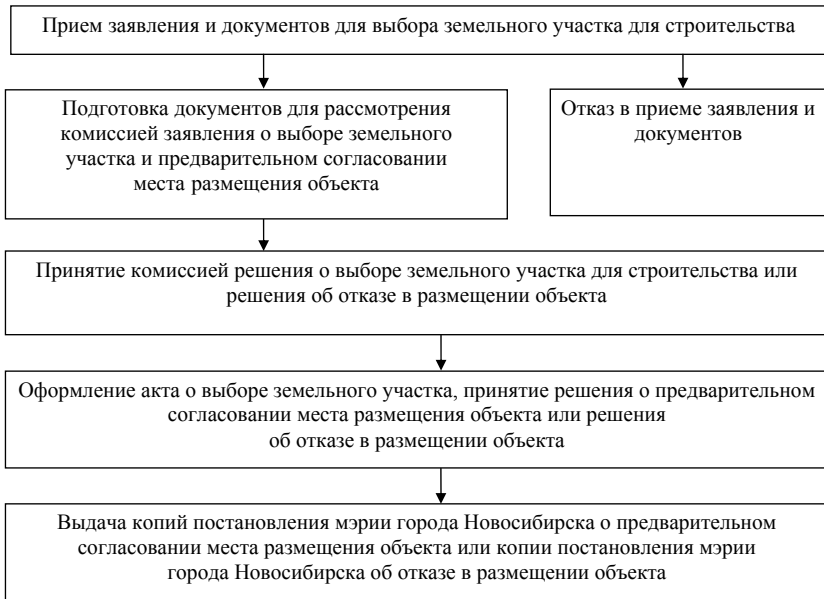 Прием заявления и документов для выбора земельного участка для строительства
Подготовка документов для рассмотрения
комиссией заявления о выборе земельного
участка и предварительном согласовании
места размещения объекта
Отказ в приеме заявления и
документов
Принятие комиссией решения о выборе земельного участка для строительства или
решения об отказе в размещении объекта
Оформление акта о выборе земельного участка, принятие решения о предварительном
согласовании места размещения объекта или решения
об отказе в размещении объекта
Выдача копий постановления мэрии города Новосибирска о предварительном
согласовании места размещения объекта или копии постановления мэрии
города Новосибирска об отказе в размещении объекта